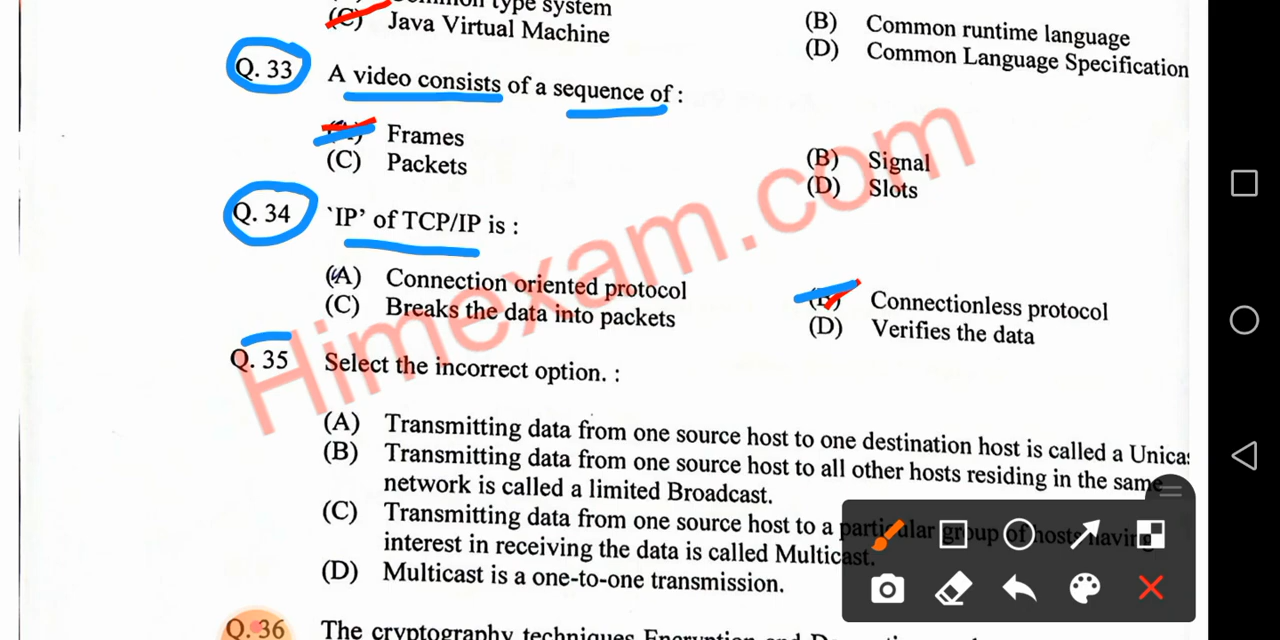 type system
Java Virtual Machine
(B) Common runtime language
(D) Common Language Specification
Q. 33 A video consists of a sequence of :
Frames
(C) Packets
(B) Signal
(D) Slots
Q. 34 `IP' of TCP/IP is :
(A) Connection oriented protocol
(C) Breaks the data into packets
(B) Connectionless protocol
(D) Verifies the data
Q. 35 Select the incorrect option. :
(A) Transmitting data from one source host to one destination host is called a Unicas
(B) Transmitting data from one source host to all other hosts residing in the same
network is called a limited Broadcast.
(C) Transmitting data from one source host to a particular group of hosts having
interest in receiving the data is called Multicast.
(D) Multicast is a one-to-one transmission.
Q. 36 The cryptography techniques Encryption and
Himexam.com